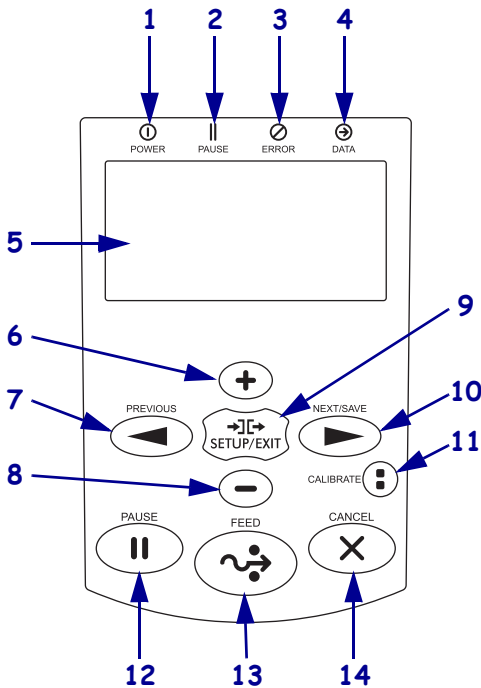 1 2 3 4
POWER PAUSE ERROR DATA
5
9
6
7 PREVIOUS NEXT/SAVE 10
SETUP/EXIT
11
8 CALIBRATE
PAUSE FEED CANCEL
12 13 14